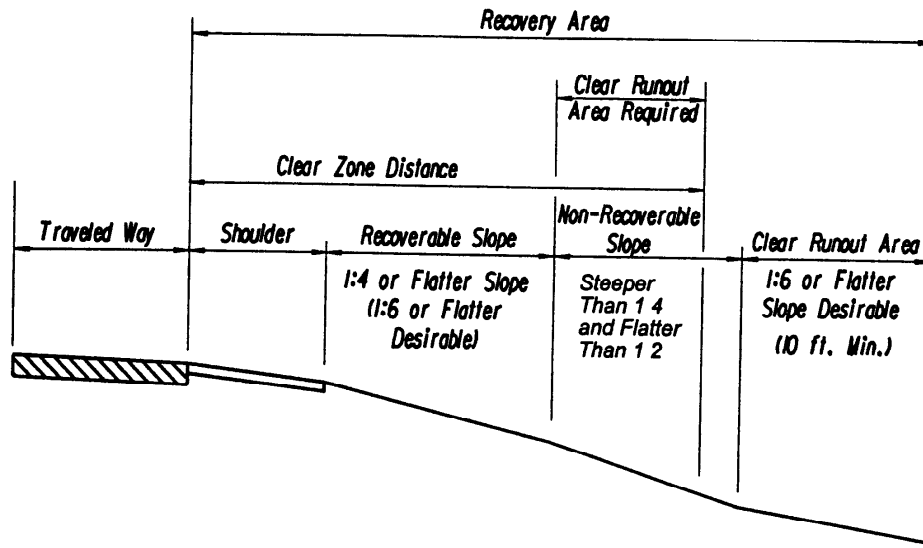 Recovery Area
Clear Runout
Area Required
Clear Zone Distance
Traveled Way
Shoulder
Recoverable Slope
Non-Recoverable
Slope
Clear Runout Area
1:4 or Flatter Slope
(1:6 or Flatter
Desirable)
Steeper
Than 1 4
and Flatter
Than 1 2
1:6 or Flatter
Slope Desirable
(10 ft. Min.)